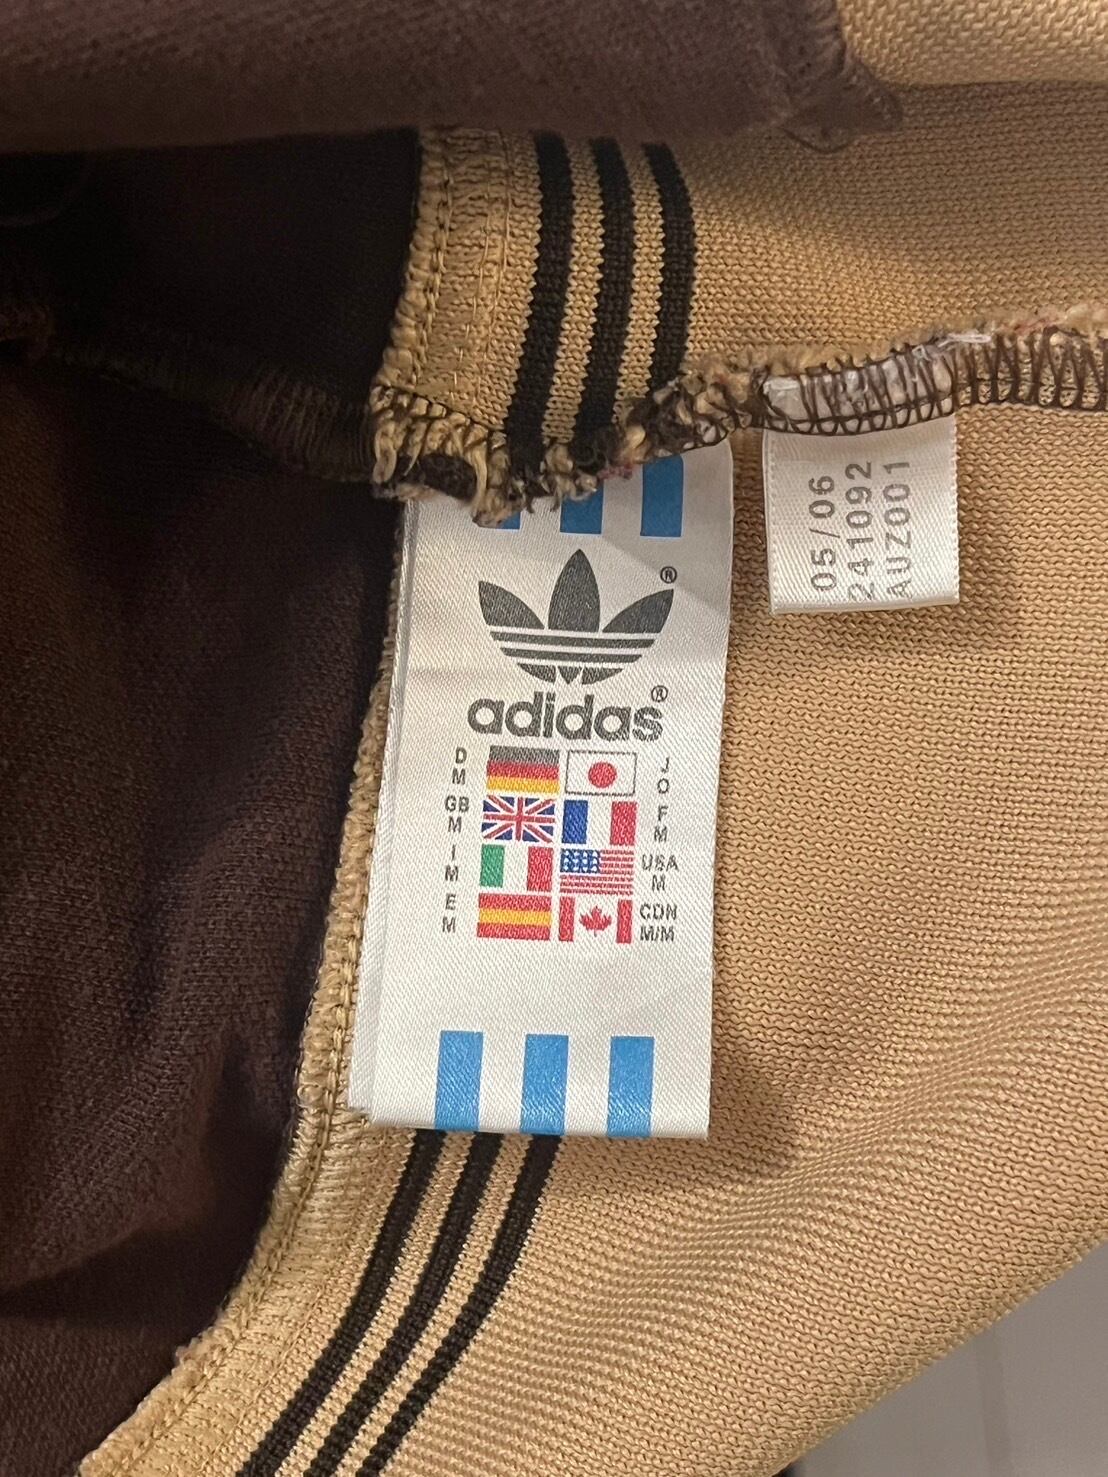 ®
adidas®
D
M
J
O
GB
M
F
M
I
M
USA
M
E
M
CDN
M/M
05/06
241092
AUZ001